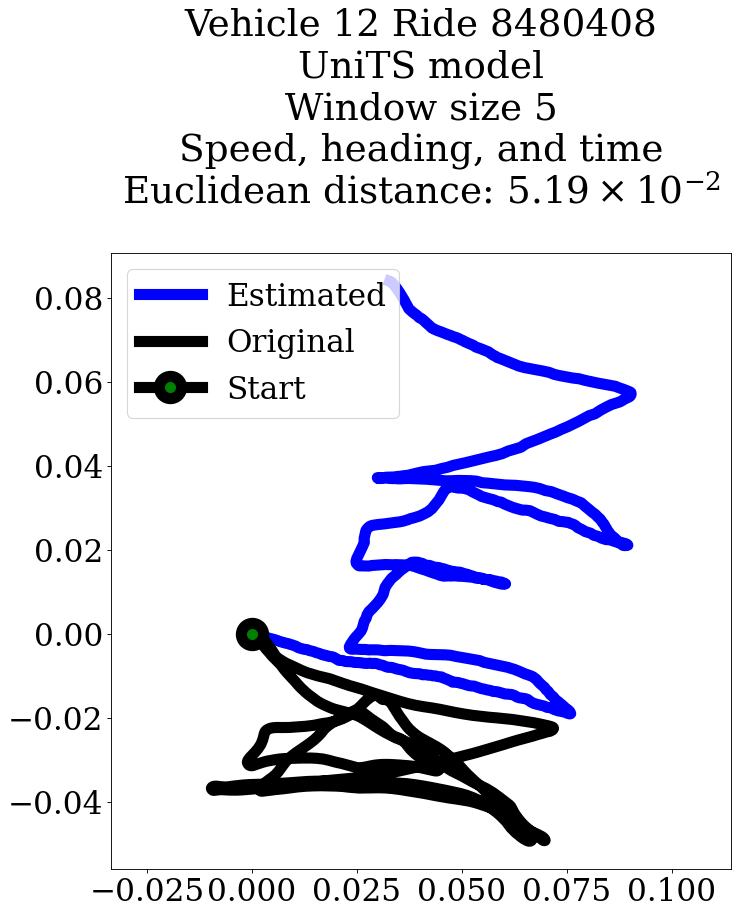 Vehicle 12 Ride 8480408
UniTS model
Window size 5
Speed, heading, and time
Euclidean distance: 5.19 × 10⁻²
Estimated
Original
Start
0.08
0.06
0.04
0.02
0.00
−0.02
−0.04
−0.025 0.000 0.025 0.050 0.075 0.100